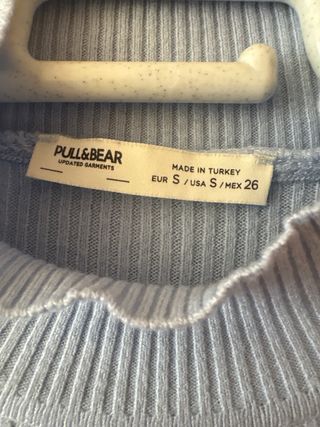 PULL&BEAR
UPDATED GARMENTS
MADE IN TURKEY
EUR S / USA S / MEX 26